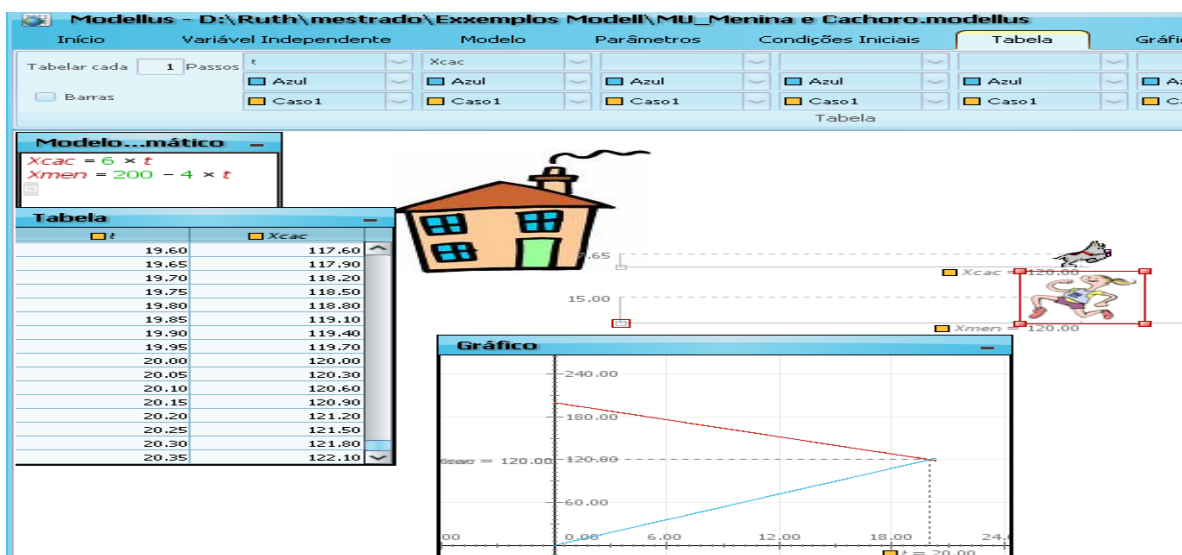 Modellus - D:\Ruth\mestrado\Exxemplos Modell\MU_Menina e Cachoro.modellus
Início Variável Independente Modelo Parâmetros Condições Iniciais Tabela
Tabelar cada 1 Passos t Xcac
Azul Azul Azul Azul Azul
Barras
Caso1 Caso1 Caso1 Caso1 Caso1
Tabela
Modelo...mático
Xcac = 6 × t
Xmen = 200 - 4 × t
Tabela
t Xcac
19.60 117.60
19.65 117.90
19.70 118.20
19.75 118.50
19.80 118.80
19.85 119.10
19.90 119.40
19.95 119.70
20.00 120.00
20.05 120.30
20.10 120.60
20.15 120.90
20.20 121.20
20.25 121.50
20.30 121.80
20.35 122.10
.65
Xcac = 120.00
15.00
Xmen = 120.00
Gráfico
240.00
180.00
Xcac = 120.00
60.00
00 0.00 6.00 12.00 18.00 24.
t = 20.00